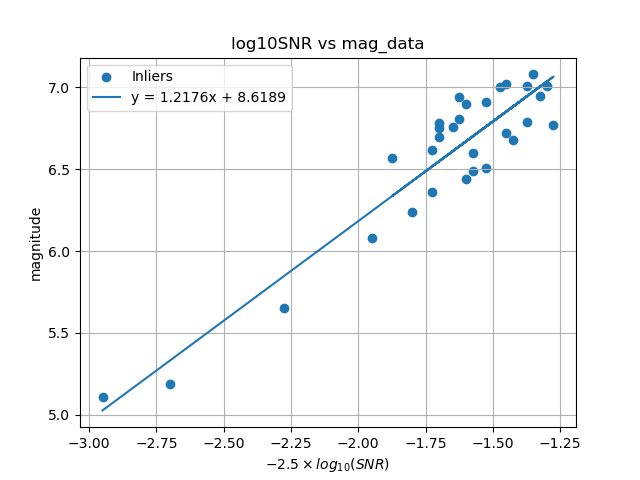 log10SNR vs mag_data
Inliers
y = 1.2176x + 8.6189
magnitude
7.0
6.5
6.0
5.5
5.0
−3.00 −2.75 −2.50 −2.25 −2.00 −1.75 −1.50 −1.25
−2.5 × log₁₀(SNR)